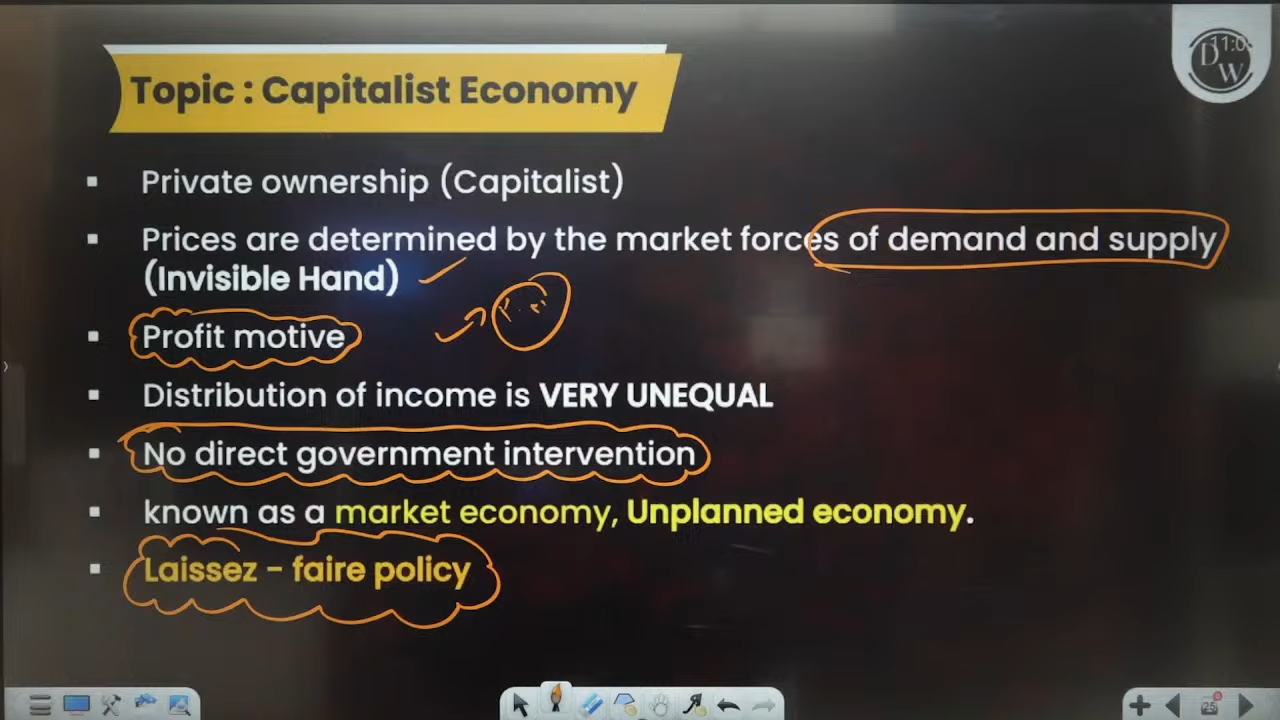 Topic : Capitalist Economy
Private ownership (Capitalist)
Prices are determined by the market forces of demand and supply
(Invisible Hand)
Profit motive
Distribution of income is VERY UNEQUAL
No direct government intervention
known as a market economy, Unplanned economy.
Laissez - faire policy
D
W
25